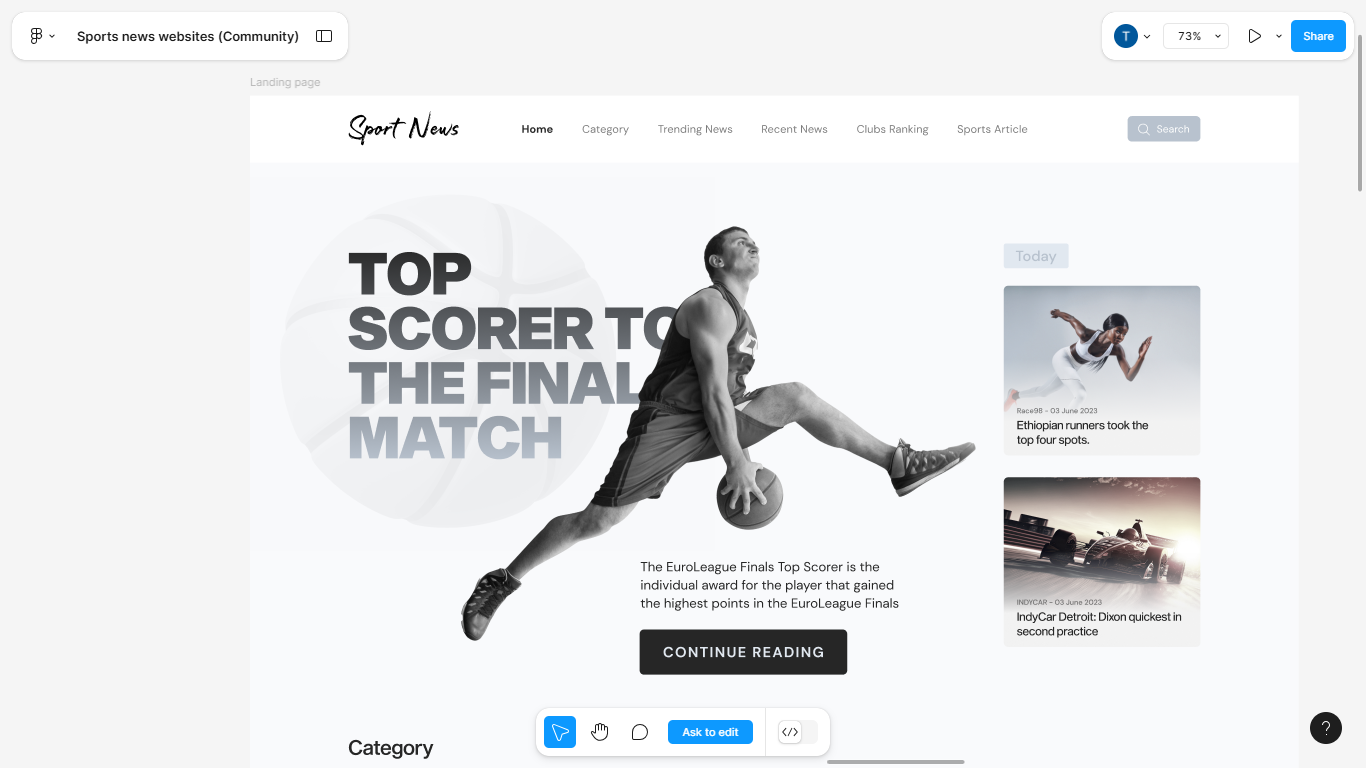 Sports news websites (Community)
T
73%
Share
Landing page
Sport News
Home
Category
Trending News
Recent News
Clubs Ranking
Sports Article
Search
TOP
SCORER TO
THE FINAL
MATCH
Today
Race98 - 03 June 2023
Ethiopian runners took the
top four spots.
INDYCAR - 03 June 2023
IndyCar Detroit: Dixon quickest in
second practice
The EuroLeague Finals Top Scorer is the
individual award for the player that gained
the highest points in the EuroLeague Finals
CONTINUE READING
Category
Ask to edit
?